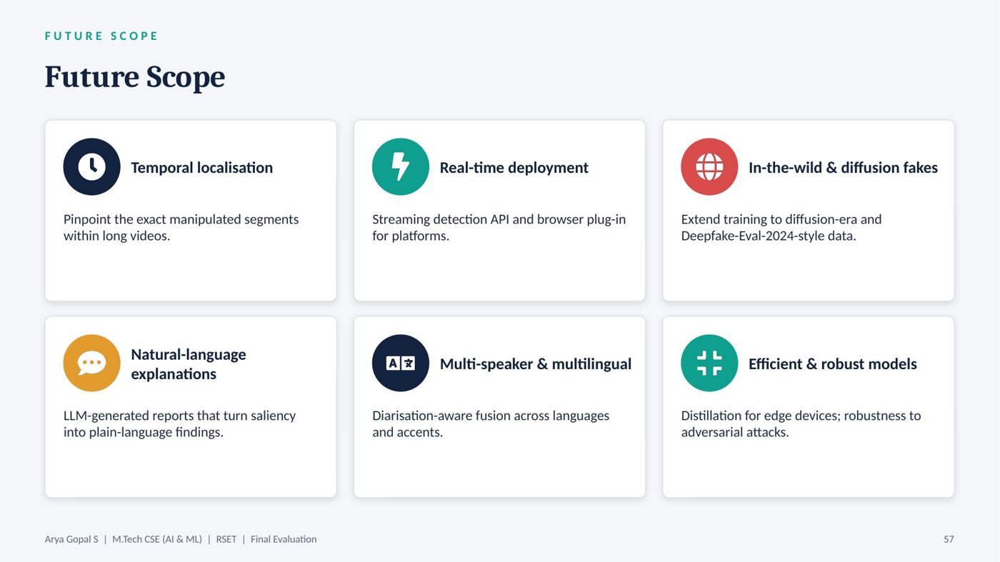 FUTURE SCOPE
Future Scope
Temporal localisation
Pinpoint the exact manipulated segments
within long videos.
Real-time deployment
Streaming detection API and browser plug-in
for platforms.
In-the-wild & diffusion fakes
Extend training to diffusion-era and
Deepfake-Eval-2024-style data.
Natural-language
explanations
LLM-generated reports that turn saliency
into plain-language findings.
Multi-speaker & multilingual
Diarisation-aware fusion across languages
and accents.
Efficient & robust models
Distillation for edge devices; robustness to
adversarial attacks.
Arya Gopal S | M.Tech CSE (AI & ML) | RSET | Final Evaluation
57